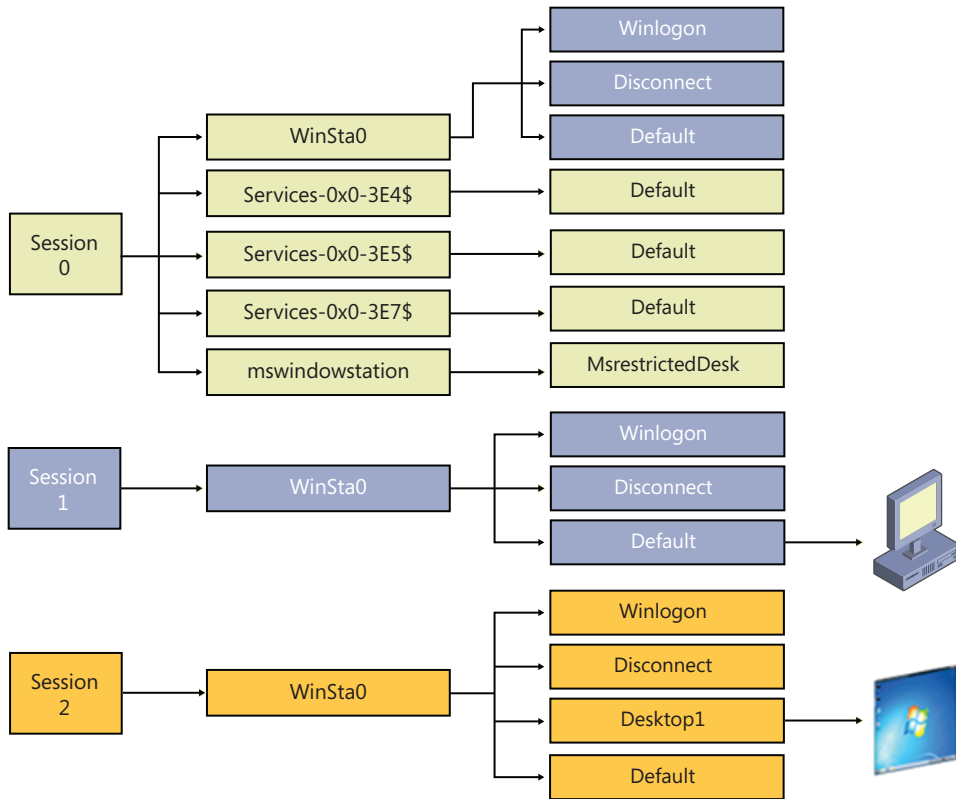 Winlogon
Disconnect
WinSta0
Default
Services-0x0-3E4$
Default
Session
0
Services-0x0-3E5$
Default
Services-0x0-3E7$
Default
mswindowstation
MsrestrictedDesk
Winlogon
Session
1
WinSta0
Disconnect
Default
Winlogon
Session
2
WinSta0
Disconnect
Desktop1
Default